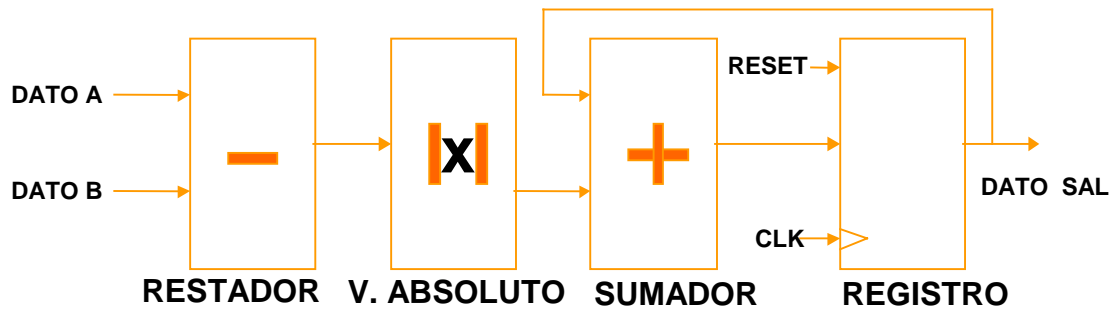 DATO A
DATO B
–
|x|
+
RESET
CLK
DATO SAL
RESTADOR
V. ABSOLUTO
SUMADOR
REGISTRO